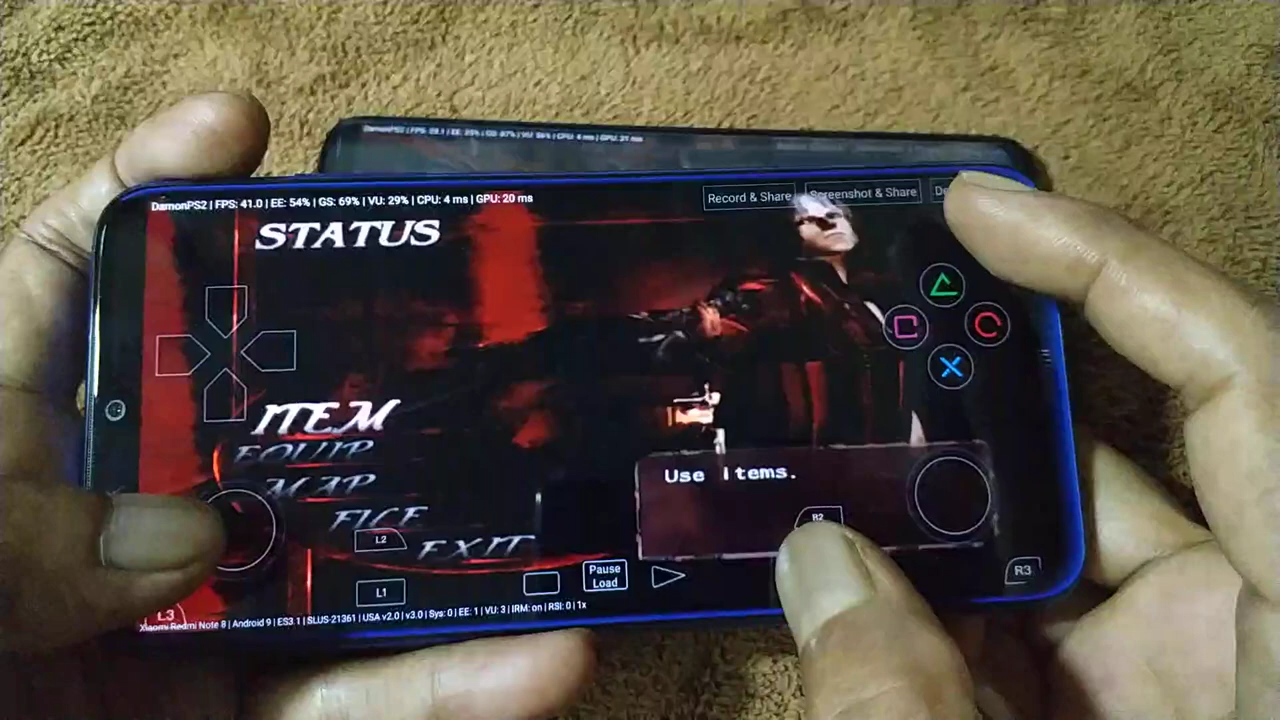 DamonPS2 | FPS: 41.0 | EE: 54% | GS: 69% | VU: 29% | CPU: 4 ms | GPU: 20 ms
Record & Share
Screenshot & Share
STATUS
ITEM
EQUIP
MAP
FILE
EXIT
Use Items.
R2
L2
L1
Pause
Load
R3
L3
Xiaomi Redmi Note 8 | Android 9 | ES3.1 | SLUS-21361 | USA v2.0 | v3.0 | Sys: 0 | EE: 1 | VU: 3 | IRM: on | RSI: 0 | 1x